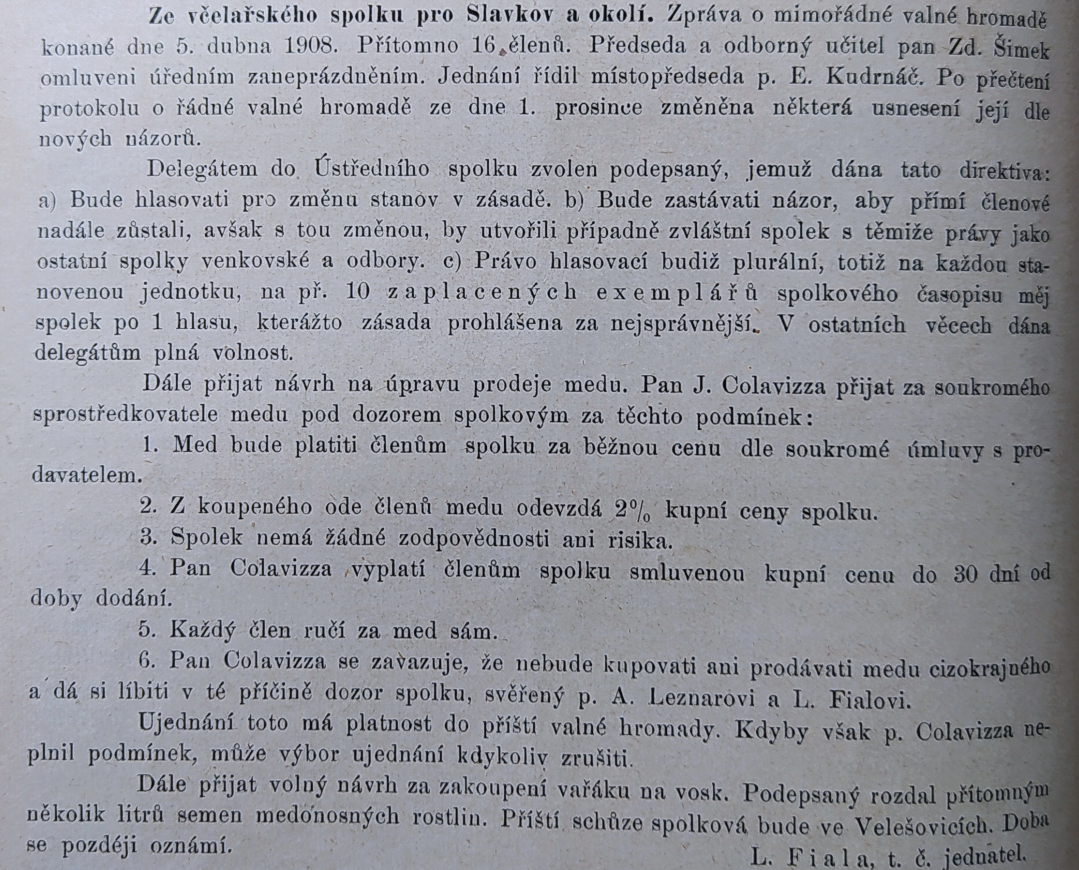 Ze včelařského spolku pro Slavkov a okolí. Zpráva o mimořádné valné hromadě
konané dne 5. dubna 1908. Přítomno 16 členů. Předseda a odborný učitel pan Zd. Šimek
omluveni úředním zaneprázdněním. Jednání řídil místopředseda p. E. Kudrnáč. Po přečtení
protokolu o řádné valné hromadě ze dne 1. prosince změněna některá usnesení její dle
nových názorů.
Delegátem do Ústředního spolku zvolen podepsaný, jemuž dána tato direktiva:
a) Bude hlasovati pro změnu stanov v zásadě. b) Bude zastávati názor, aby přímí členové
nadále zůstali, avšak s tou změnou, by utvořili případně zvláštní spolek s těmiže právy jako
ostatní spolky venkovské a odbory. c) Právo hlasovací budiž plurální, totiž na každou sta-
novenou jednotku, na př. 10 zaplacených exemplářů spolkového časopisu měj
spolek po 1 hlasu, kterážto zásada prohlášena za nejsprávnější. V ostatních věcech dána
delegátům plná volnost.
Dále přijat návrh na úpravu prodeje medu. Pan J. Colavizza přijat za soukromého
sprostředkovatele medu pod dozorem spolkovým za těchto podmínek:
1. Med bude platiti členům spolku za běžnou cenu dle soukromé úmluvy s pro-
davatelem.
2. Z koupeného ode členů medu odevzdá 2% kupní ceny spolku.
3. Spolek nemá žádné zodpovědnosti ani risika.
4. Pan Colavizza vyplatí členům spolku smluvenou kupní cenu do 30 dní od
doby dodání.
5. Každý člen ručí za med sám.
6. Pan Colavizza se zavazuje, že nebude kupovati ani prodávati medu cizokrajného
a dá si líbiti v té příčině dozor spolku, svěřený p. A. Leznarovi a L. Fialovi.
Ujednání toto má platnost do příští valné hromady. Kdyby však p. Colavizza ne-
plnil podmínek, může výbor ujednání kdykoliv zrušiti.
Dále přijat volný návrh za zakoupení vařáku na vosk. Podepsaný rozdal přítomným
několik litrů semen medonosných rostlin. Příští schůze spolková bude ve Velešovicích. Doba
se později oznámí.
L. Fiala, t. č. jednatel.